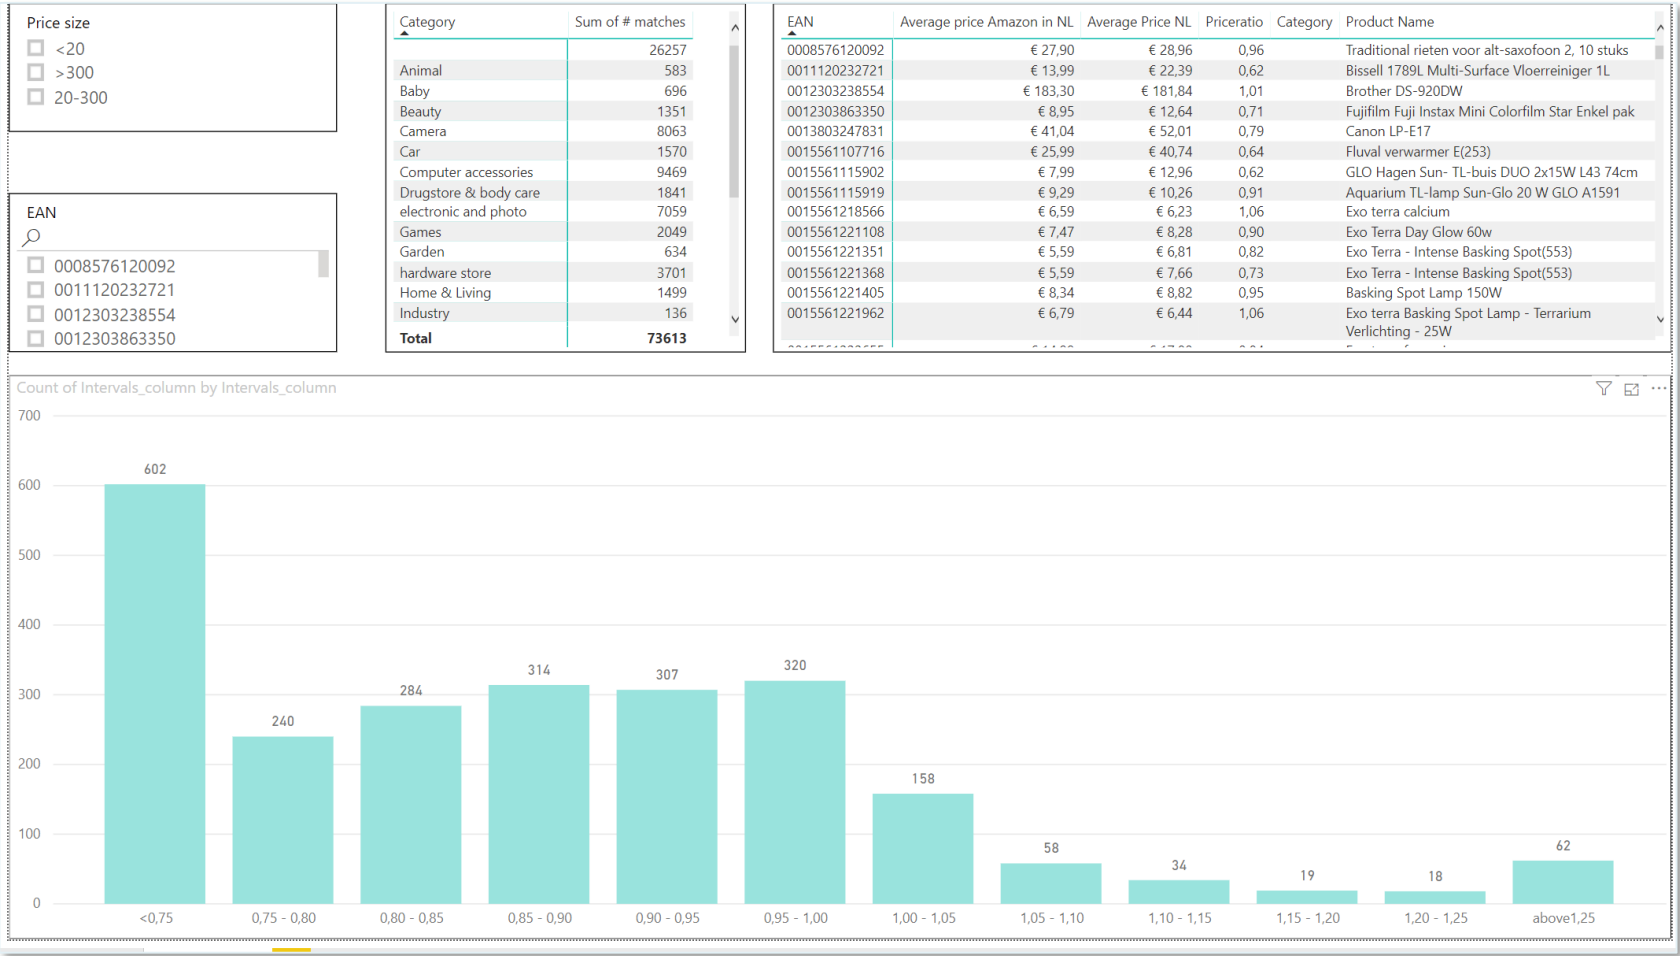 Price size
<20
>300
20-300
EAN
0008576120092
0011120232721
0012303238554
0012303863350
Category Sum of # matches
26257
Animal 583
Baby 696
Beauty 1351
Camera 8063
Car 1570
Computer accessories 9469
Drugstore & body care 1841
electronic and photo 7059
Games 2049
Garden 634
hardware store 3701
Home & Living 1499
Industry 136
Total 73613
EAN Average price Amazon in NL Average Price NL Priceratio Category Product Name
0008576120092 € 27,90 € 28,96 0,96 Traditional rieten voor alt-saxofoon 2, 10 stuks
0011120232721 € 13,99 € 22,39 0,62 Bissell 1789L Multi-Surface Vloerreiniger 1L
0012303238554 € 183,30 € 181,84 1,01 Brother DS-920DW
0012303863350 € 8,95 € 12,64 0,71 Fujifilm Fuji Instax Mini Colorfilm Star Enkel pak
0013803247831 € 41,04 € 52,01 0,79 Canon LP-E17
0015561107716 € 25,99 € 40,74 0,64 Fluval verwarmer E(253)
0015561115902 € 7,99 € 12,96 0,62 GLO Hagen Sun- TL-buis DUO 2x15W L43 74cm
0015561115919 € 9,29 € 10,26 0,91 Aquarium TL-lamp Sun-Glo 20 W GLO A1591
0015561218566 € 6,59 € 6,23 1,06 Exo terra calcium
0015561221108 € 7,47 € 8,28 0,90 Exo Terra Day Glow 60w
0015561221351 € 5,59 € 6,81 0,82 Exo Terra - Intense Basking Spot(553)
0015561221368 € 5,59 € 7,66 0,73 Exo Terra - Intense Basking Spot(553)
0015561221405 € 8,34 € 8,82 0,95 Basking Spot Lamp 150W
0015561221962 € 6,79 € 6,44 1,06 Exo terra Basking Spot Lamp - Terrarium
Verlichting - 25W
Count of Intervals_column by Intervals_column
700
600
500
400
300
200
100
0
602
240
284
314
307
320
158
58
34
19
18
62
<0,75 0,75 - 0,80 0,80 - 0,85 0,85 - 0,90 0,90 - 0,95 0,95 - 1,00 1,00 - 1,05 1,05 - 1,10 1,10 - 1,15 1,15 - 1,20 1,20 - 1,25 above1,25